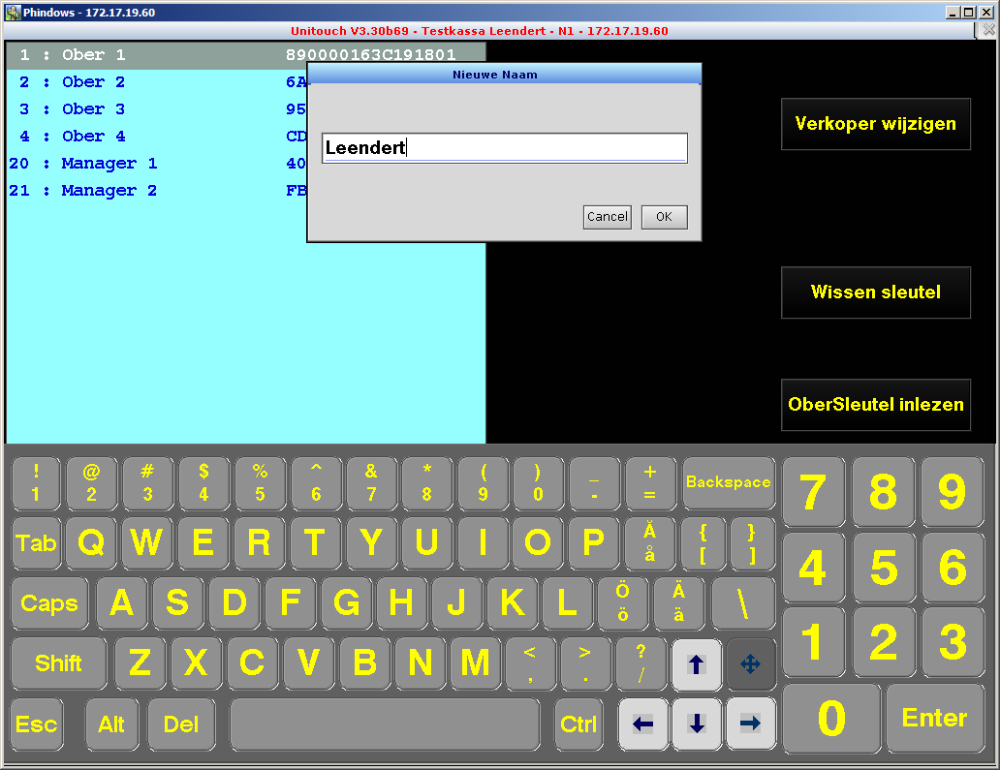 Phindows - 172.17.19.60
Unitouch V3.30b69 - Testkassa Leendert - N1 - 172.17.19.60
1 : Ober 1 890000163C191801
2 : Ober 2 6A
3 : Ober 3 95
4 : Ober 4 CD
20 : Manager 1 40
21 : Manager 2 FB
Nieuwe Naam
Leendert
Cancel OK
Verkoper wijzigen
Wissen sleutel
OberSleutel inlezen
! @ # $ % ^ & * ( ) _ +
1 2 3 4 5 6 7 8 9 0 - = Backspace
Tab Q W E R T Y U I O P Å å { [ } ]
Caps A S D F G H J K L Ö ö Ä ä \
Shift Z X C V B N M < , > . ? /
Esc Alt Del Ctrl
7 8 9
4 5 6
1 2 3
0 Enter